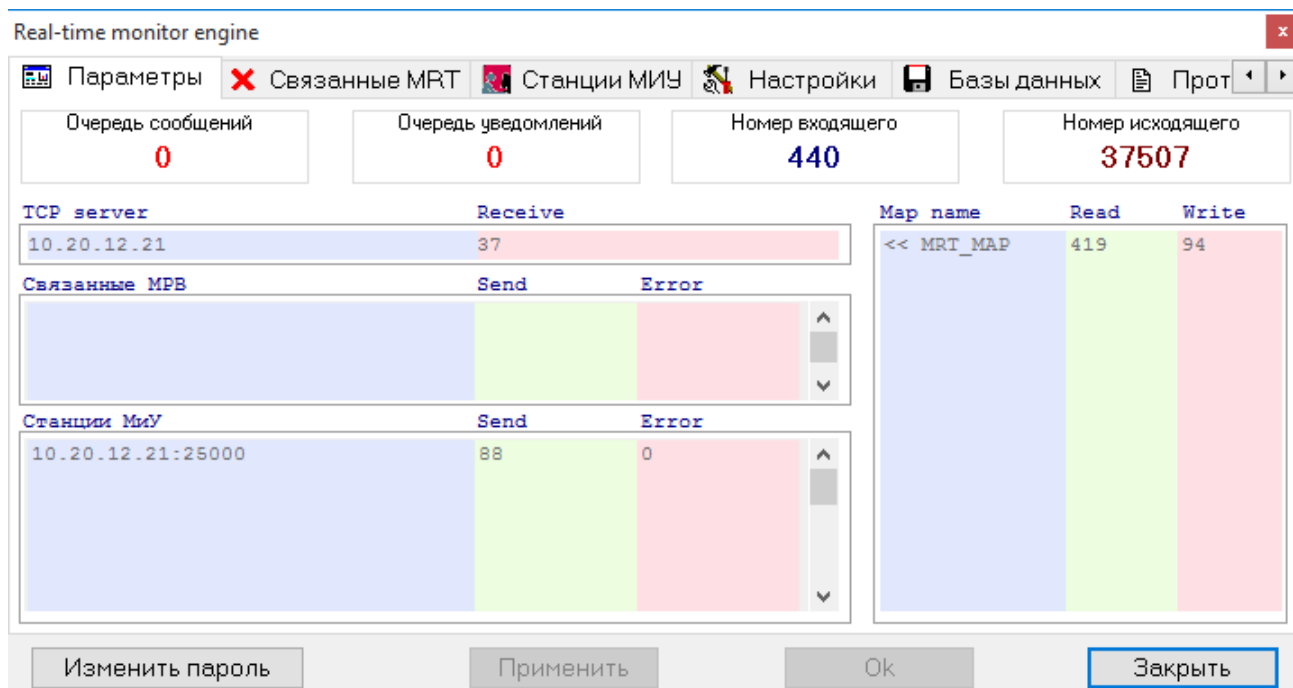 Real-time monitor engine x
Параметры Связанные MRT Станции МИУ Настройки Базы данных Прот
Очередь сообщений Очередь уведомлений Номер входящего Номер исходящего
0 0 440 37507
TCP server Receive Map name Read Write
10.20.12.21 37 << MRT_MAP 419 94
Связанные МРВ Send Error
Станции МиУ Send Error
10.20.12.21:25000 88 0
Изменить пароль Применить Ok Закрыть